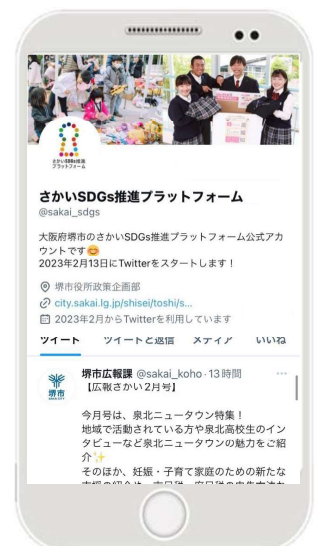 さかいSDGs推進
プラットフォーム
さかいSDGs推進プラットフォーム
@sakai_sdgs
大阪府堺市のさかいSDGs推進プラットフォーム公式アカ
ウントです😊
2023年2月13日にTwitterをスタートします！
堺市役所政策企画部
city.sakai.lg.jp/shisei/toshi/s...
2023年2月からTwitterを利用しています
ツイート ツイートと返信 メディア いいね
堺市広報課 @sakai_koho · 13時間
堺市
【広報さかい2月号】
今月号は、泉北ニュータウン特集！
地域で活動されている方や泉北高校生のイン
タビューなど泉北ニュータウンの魅力をご紹
介✨
そのほか、妊娠・子育て家庭のための新たな